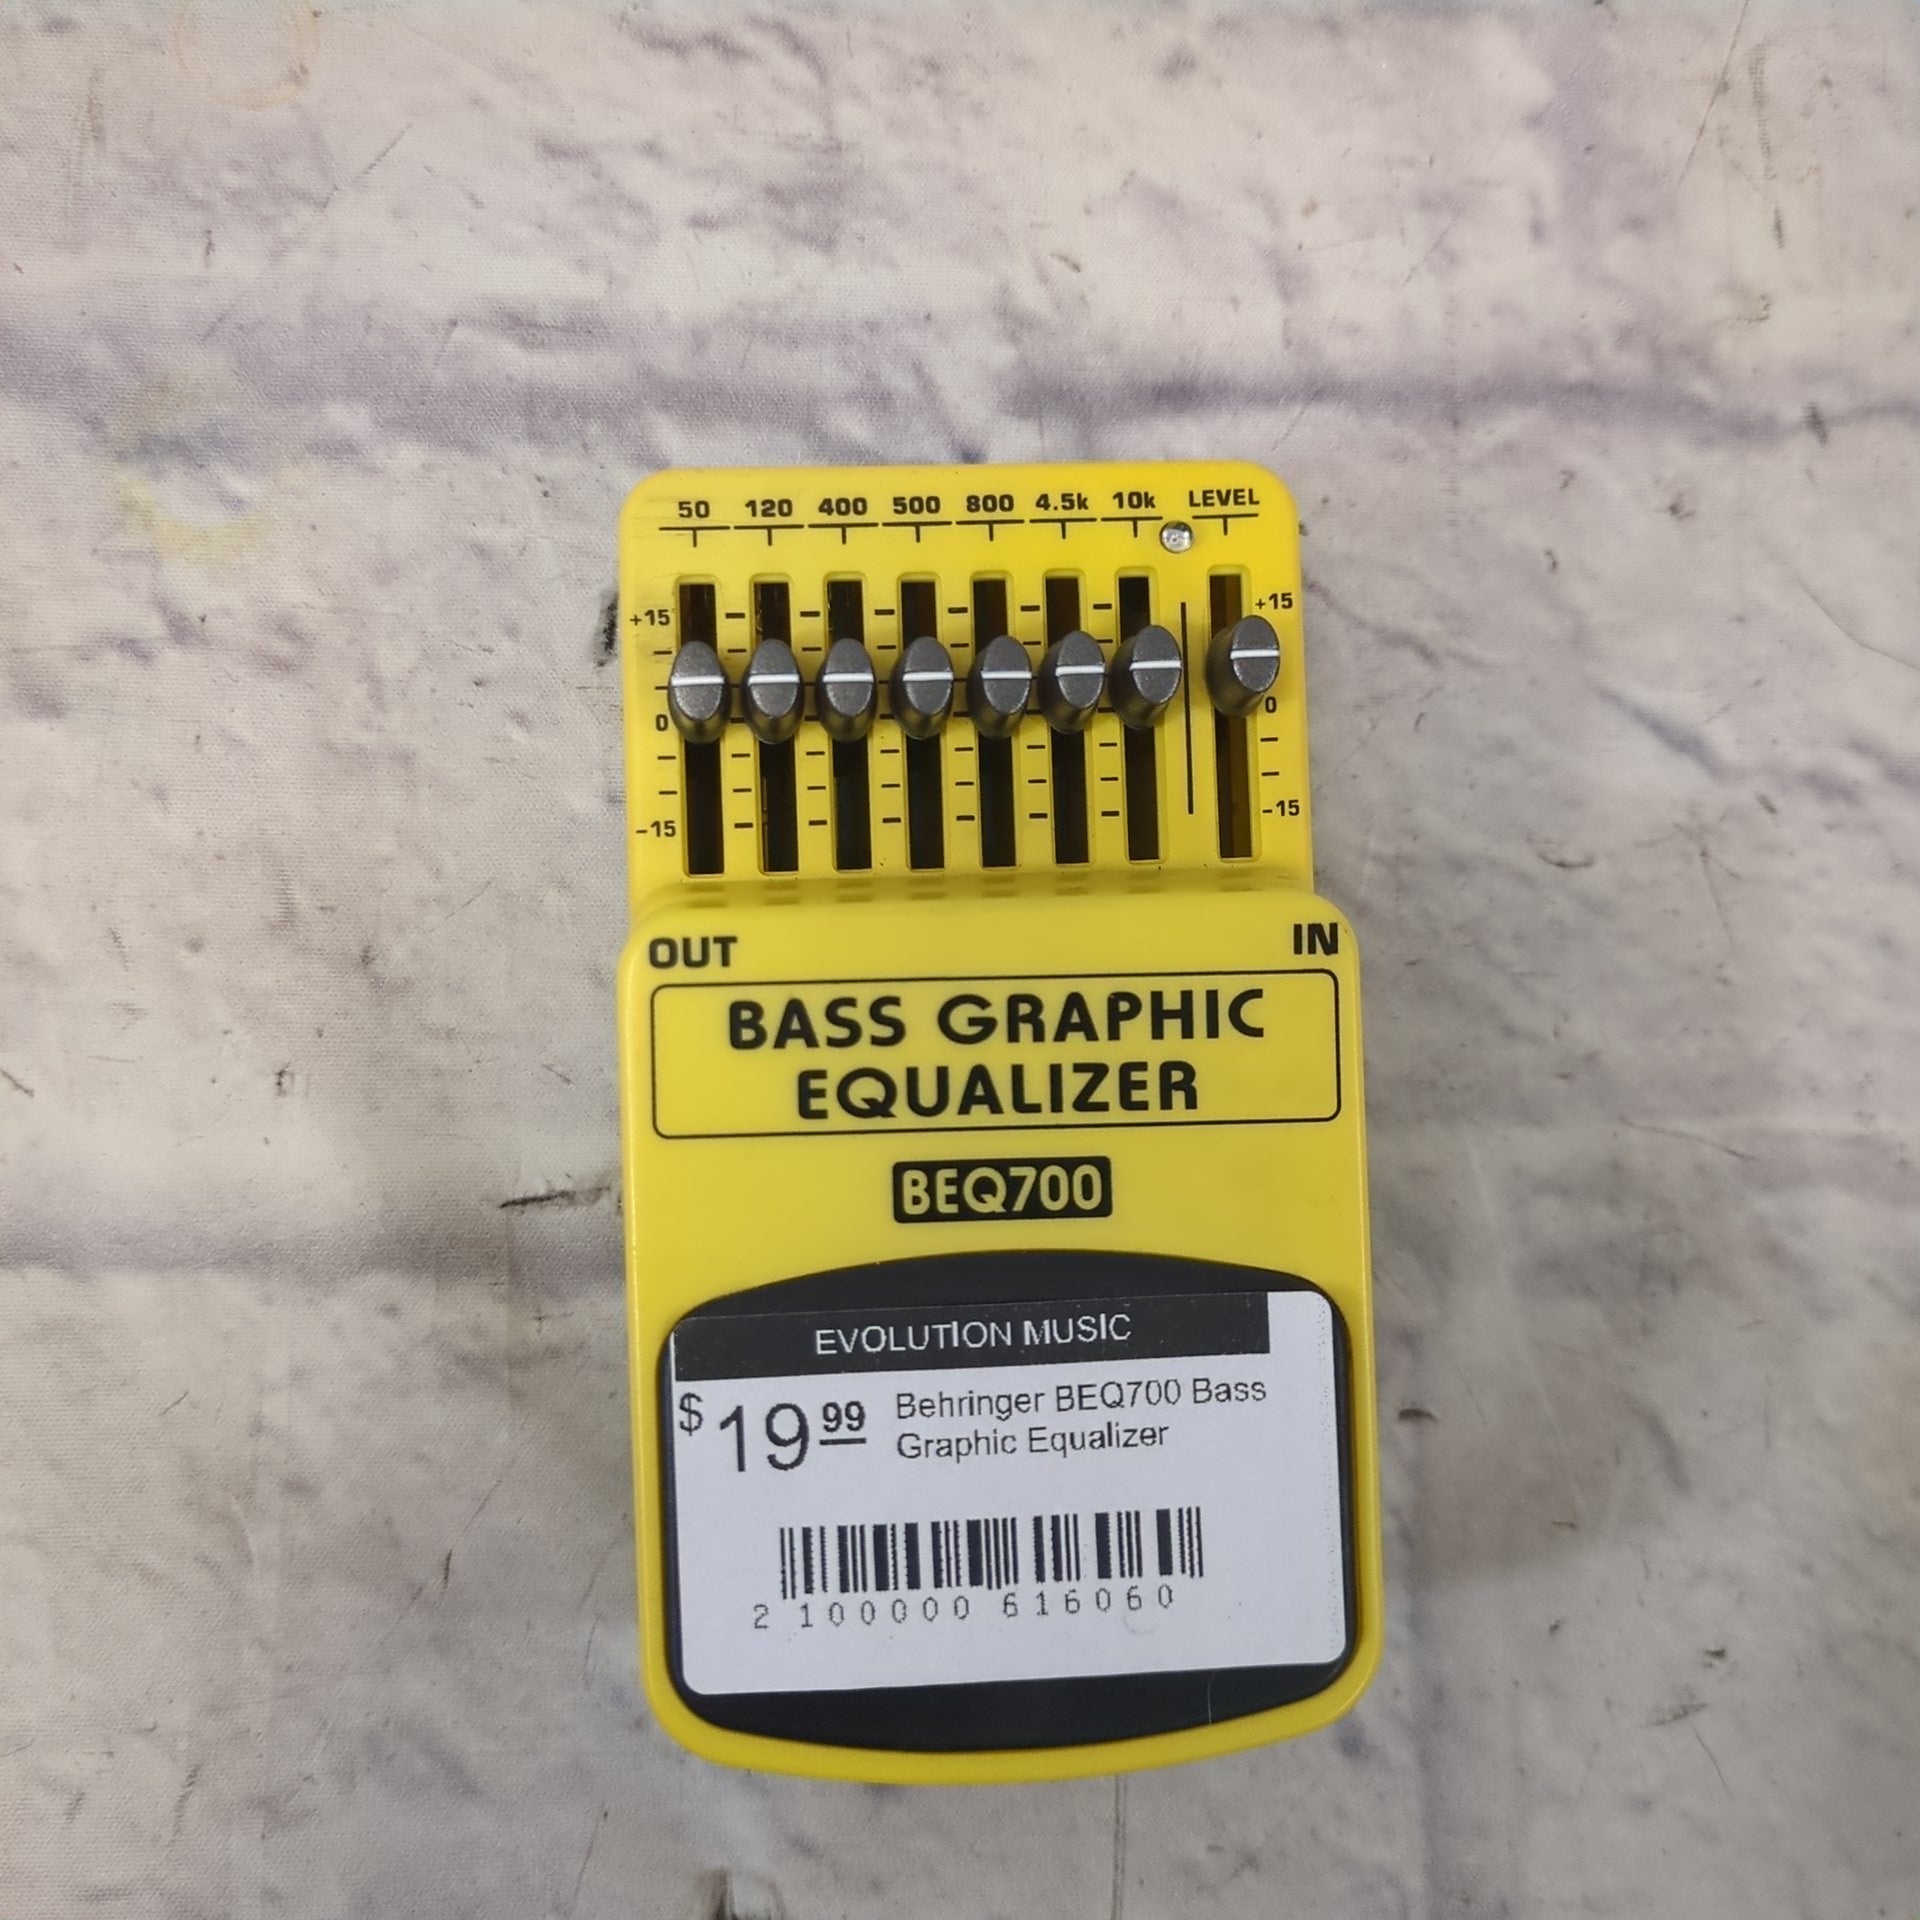 50 120 400 500 800 4.5k 10k LEVEL
+15 +15
0 0
-15 -15
OUT IN
BASS GRAPHIC
EQUALIZER
BEQ700
EVOLUTION MUSIC
$19.99 Behringer BEQ700 Bass
Graphic Equalizer
2 100000 616060